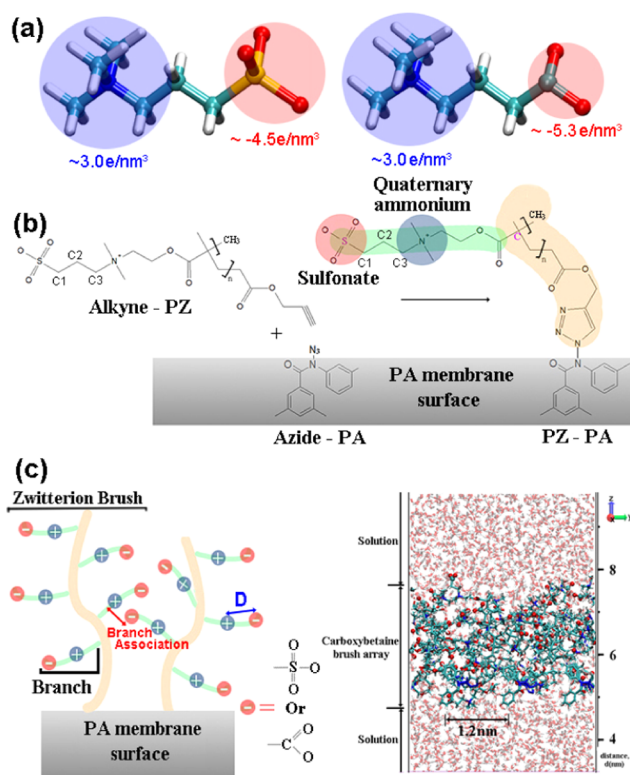 (a)
~ -4.5e/nm³
~ -5.3e/nm³
~3.0e/nm³
~3.0e/nm³
(b)
Quaternary
ammonium
O
O
S
O
C2
N⁺
O
CH₃
n
C1
C3
O
O
O
Alkyne - PZ
+
O
O
S
O
C2
N⁺
O
C
CH₃
n
Sulfonate
C1
C3
O
O
O
N
N
N
N₃
N
O
N
O
PA membrane
surface
Azide - PA
PZ - PA
(c)
Zwitterion Brush
D
Branch
Association
Branch
PA membrane
surface
O
S
O
O
= Or
O
C
O
Solution
Carboxybetaine
brush array
Solution
1.2nm
Z
X
Y
8
6
4
distance,
d(nm)